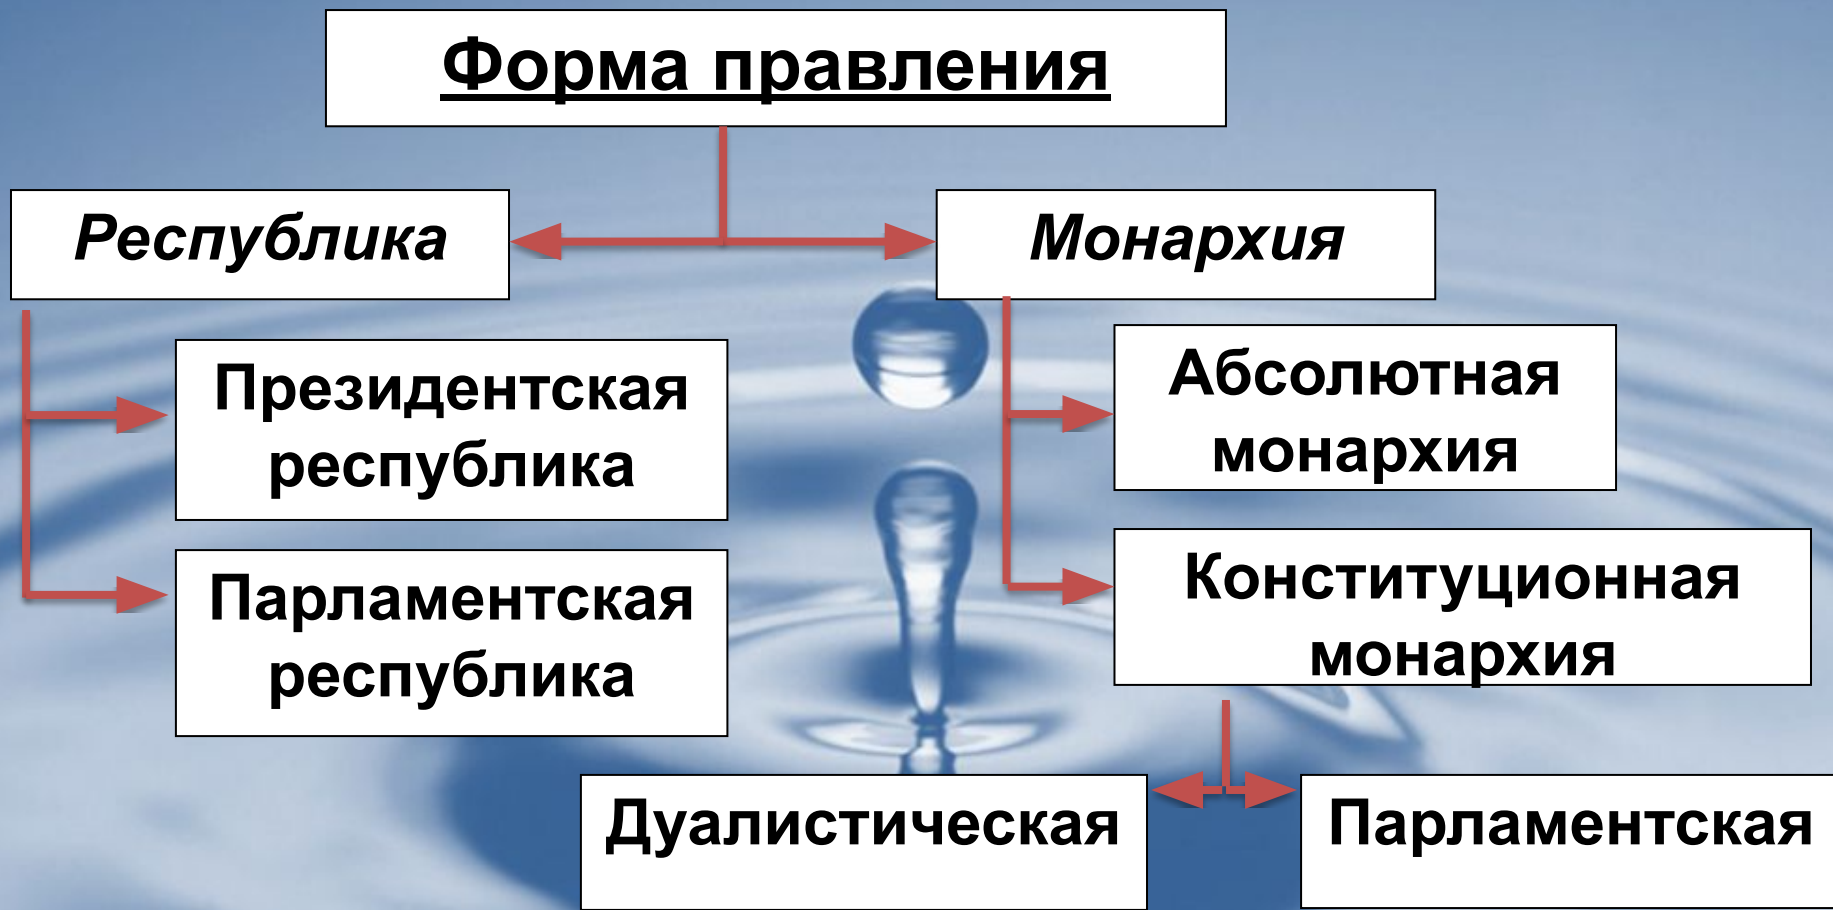 Форма правления
Республика
Монархия
Президентская
республика
Парламентская
республика
Абсолютная
монархия
Конституционная
монархия
Дуалистическая
Парламентская